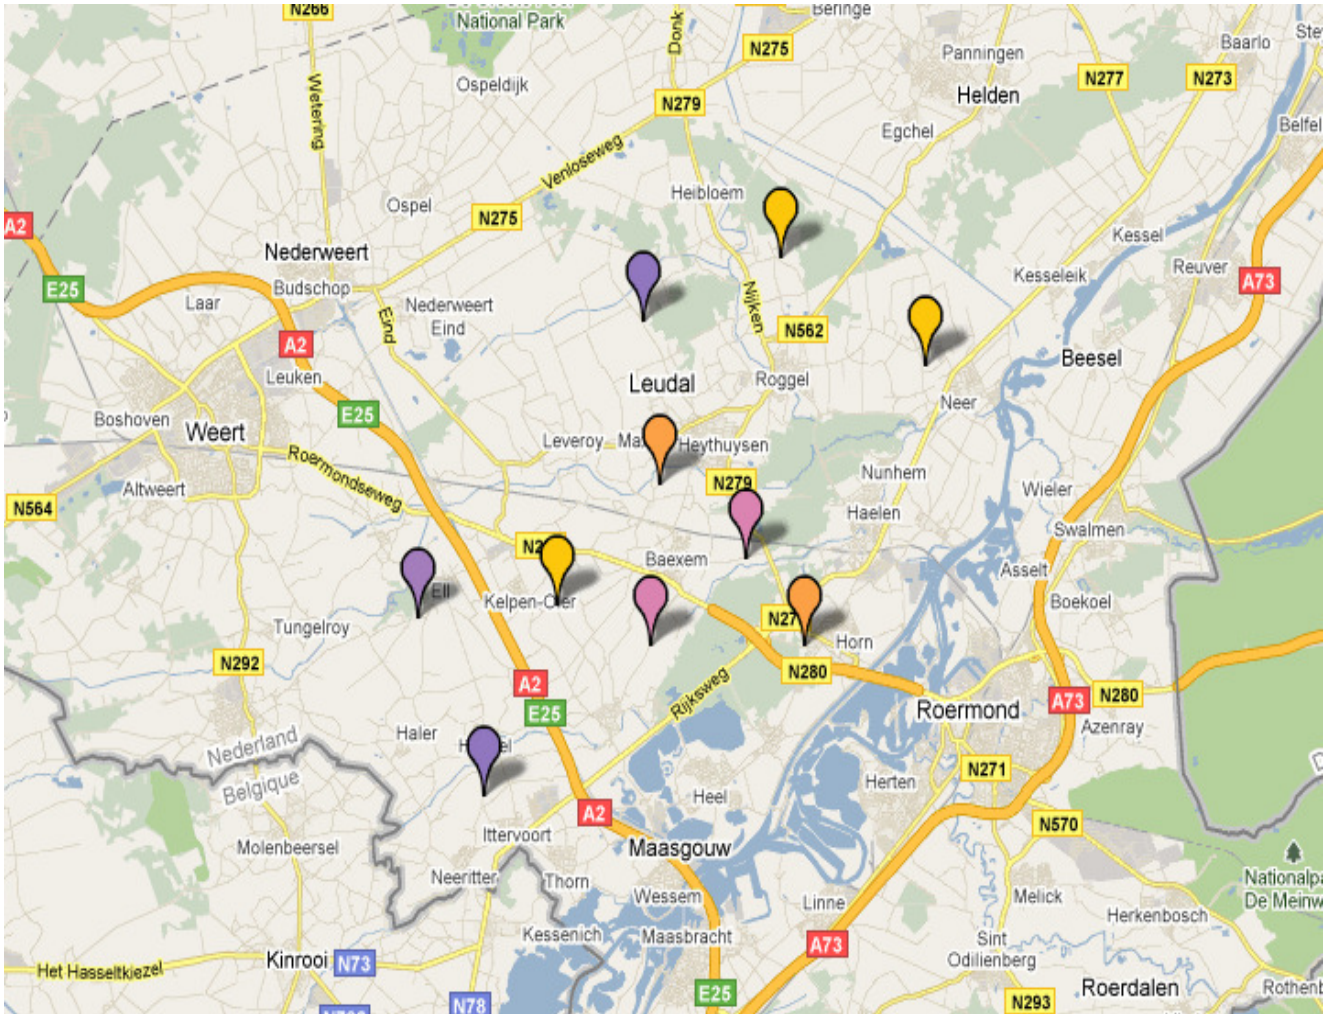 N266
National Park
Donk
Beringe
N275
Panningen
Baarlo
Ospeldijk
N277
N273
N279
Helden
Wetering
Egchel
Belfel
Venloseweg
Heibloem
Ospel
N275
A2
Kessel
Nederweert
Reuver
E25
Budschop
Kesseleik
A73
Laar
Nederweert
Eind
Eind
Nijken
N562
A2
Beesel
Leuken
Leudal
Roggel
Neer
E25
Boshoven
Weert
Leveroy
Heythuysen
Roermondseweg
Nunhem
N279
Altweert
Wieler
N564
Haelen
Swalmen
Baexem
Asselt
Ell
Kelpen-Oler
Boekoel
Tungelroy
Horn
N292
N280
A2
Rijksweg
N280
A73
E25
Roermond
Azenray
Haler
Nederland
Belgique
N271
Herten
Heel
A2
N570
Ittervoort
Molenbeersel
Maasgouw
Neeritter
Thorn
Wessem
Linne
Melick
Nationalpa
De Meinw
Herkenbosch
Kessenich
Maasbracht
A73
Sint
Odilienberg
Kinrooi
N73
Het Hasseltkiezel
E25
Roerdalen
Rothenb
N78
N293